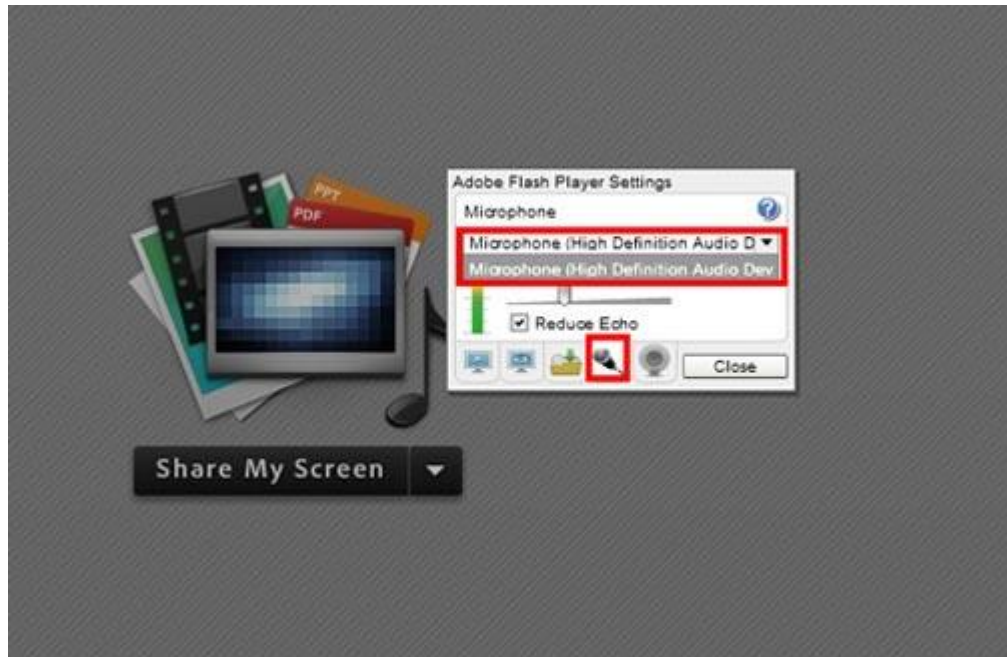 PPT
PDF
Adobe Flash Player Settings
Microphone
Microphone (High Definition Audio D
Microphone (High Definition Audio Dev
Reduce Echo
Close
Share My Screen